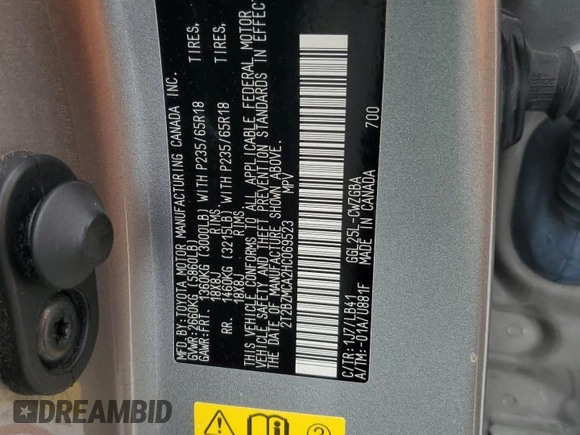 MFD. BY:TOYOTA MOTOR MANUFACTURING CANADA INC.
GVWR:2660KG(5860LB)
GAWR:FRT. 1360KG(3000LB) WITH P235/65R18 TIRES,
18X8J RIMS
RR. 1460KG(3215LB) WITH P235/65R18 TIRES,
18X8J RIMS
THIS VEHICLE CONFORMS TO ALL APPLICABLE FEDERAL MOTOR
VEHICLE SAFETY AND THEFT PREVENTION STANDARDS IN EFFECT
ON THE DATE OF MANUFACTURE SHOWN ABOVE.
2T2BZMCA2HC069523 MPV
700
C/TR:1J7/LB41 GGL25L-CWZGBA
A/TM:-01A/U881F MADE IN CANADA
DREAMBID